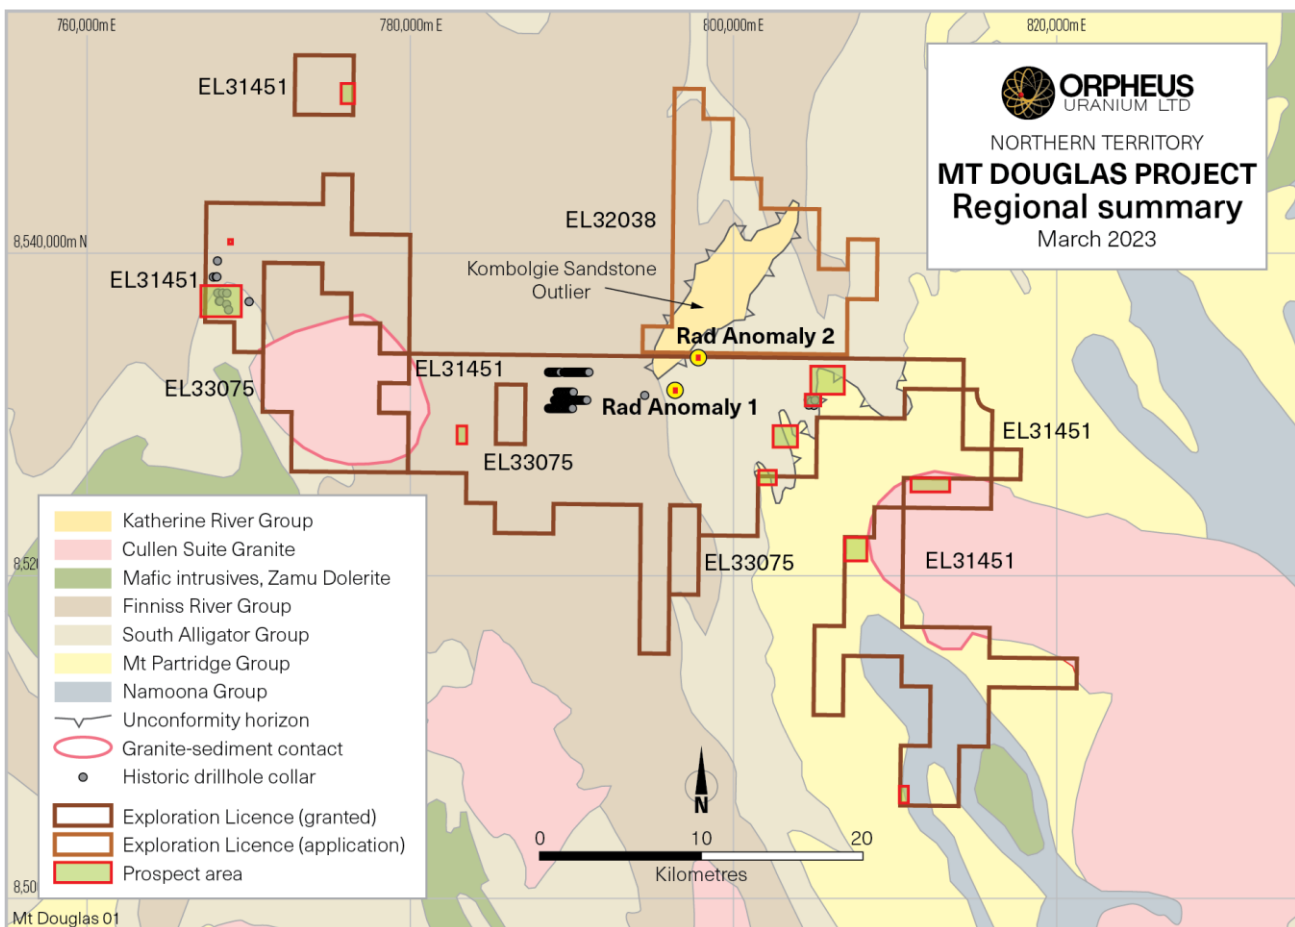 760,000m E
780,000m E
800,000m E
820,000m E
ORPHEUS
URANIUM LTD
NORTHERN TERRITORY
MT DOUGLAS PROJECT
Regional summary
March 2023
EL31451
EL32038
8,540,000m N
Kombolgie Sandstone
Outlier
EL31451
Rad Anomaly 2
EL31451
EL33075
Rad Anomaly 1
EL31451
EL33075
EL33075
EL31451
8,52
Katherine River Group
Cullen Suite Granite
Mafic intrusives, Zamu Dolerite
Finniss River Group
South Alligator Group
Mt Partridge Group
Namoona Group
Unconformity horizon
Granite-sediment contact
Historic drillhole collar
Exploration Licence (granted)
Exploration Licence (application)
Prospect area
N
0 10 20
Kilometres
8,50
Mt Douglas 01